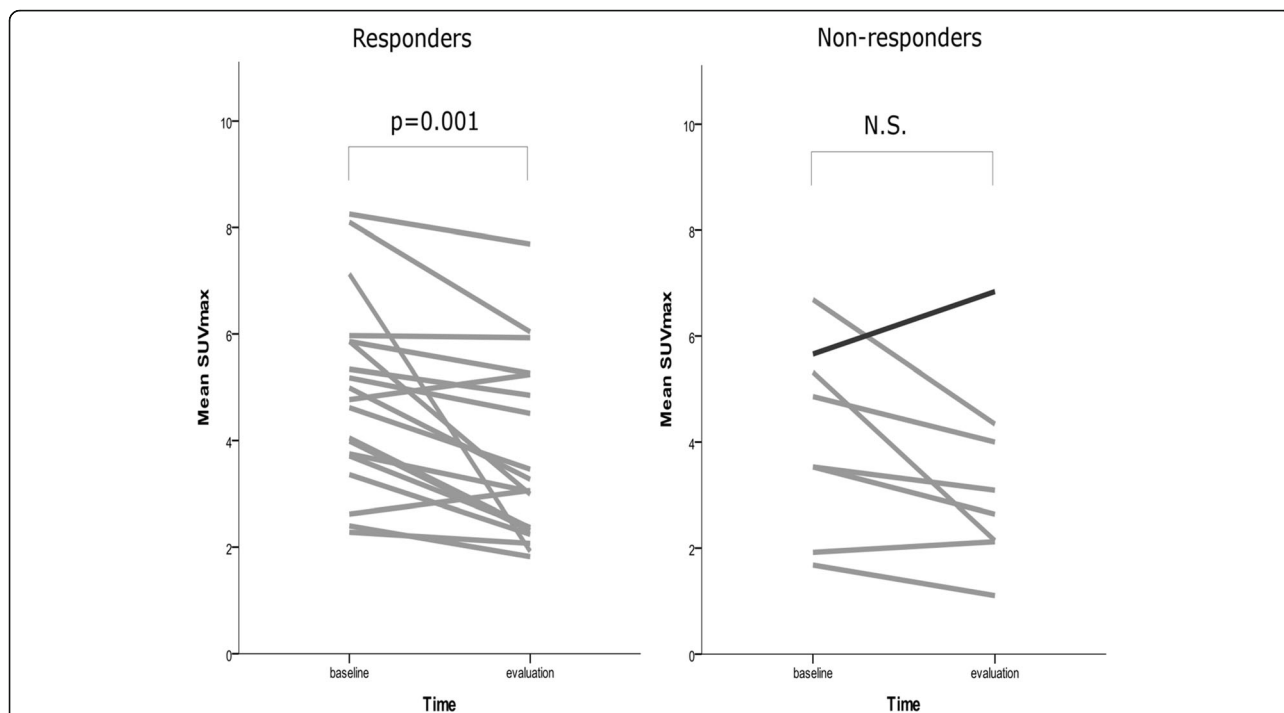 Responders
p=0.001
10
8
6
4
2
0
Mean SUVmax
baseline
evaluation
Time
Non-responders
N.S.
10
8
6
4
2
0
Mean SUVmax
baseline
evaluation
Time